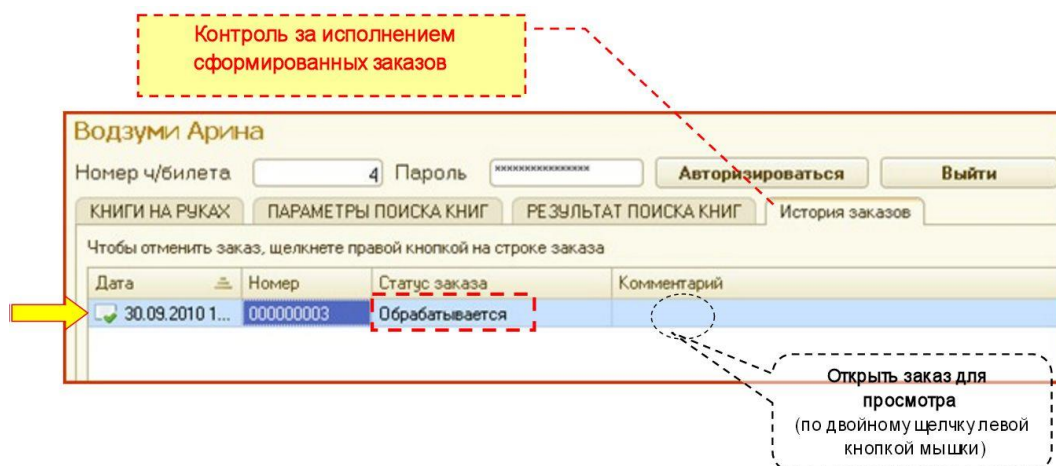 Контроль за исполнением
сформированных заказов
Водзуми Арина
Номер ч/билета 4 Пароль **************** Авторизироваться Выйти
КНИГИ НА РУКАХ ПАРАМЕТРЫ ПОИСКА КНИГ РЕЗУЛЬТАТ ПОИСКА КНИГ История заказов
Чтобы отменить заказ, щелкнете правой кнопкой на строке заказа
Дата Номер Статус заказа Комментарий
30.09.2010 1... 000000003 Обрабатывается
Открыть заказ для
просмотра
(по двойному щелчку левой
кнопкой мышки)